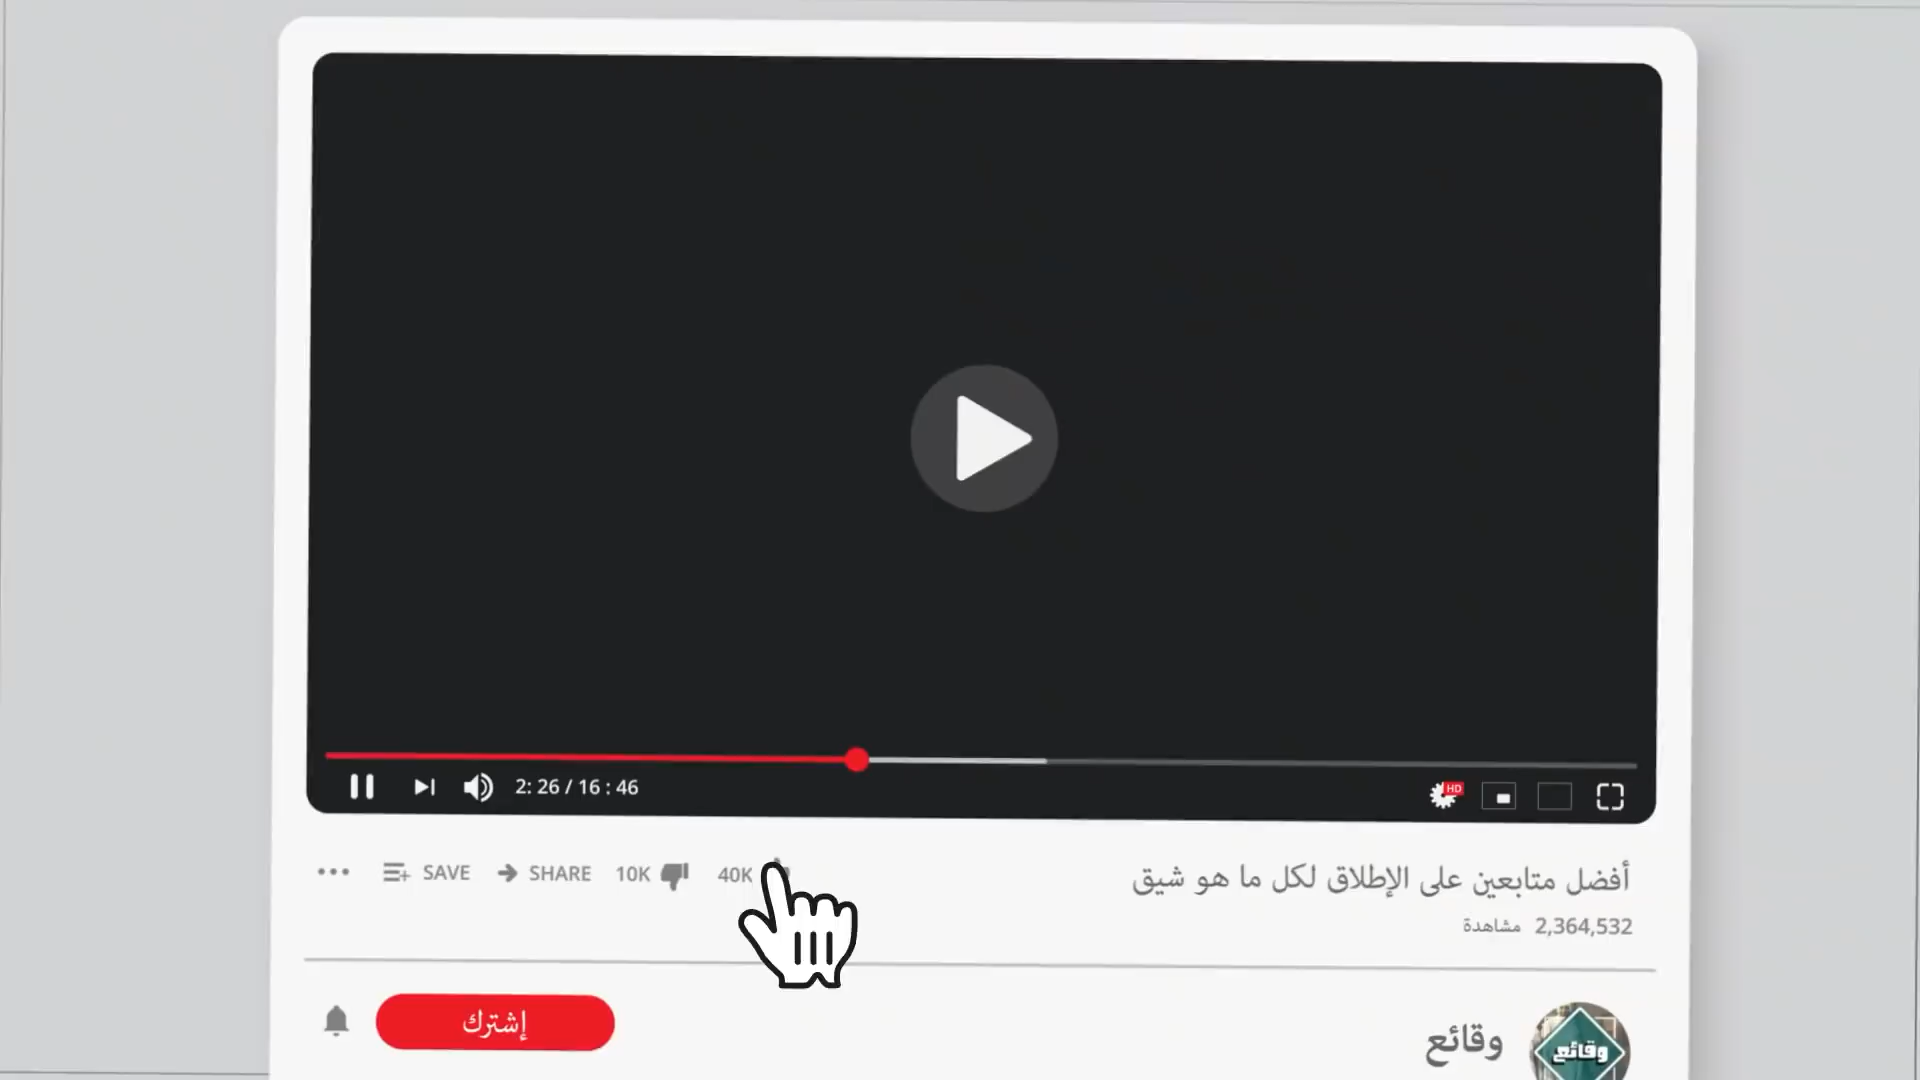 2: 26 / 16 : 46
HD
SAVE
SHARE
10K
40K
أفضل متابعين على الإطلاق لكل ما هو شيق
2,364,532 مشاهدة
إشترك
وقائع
وقائع